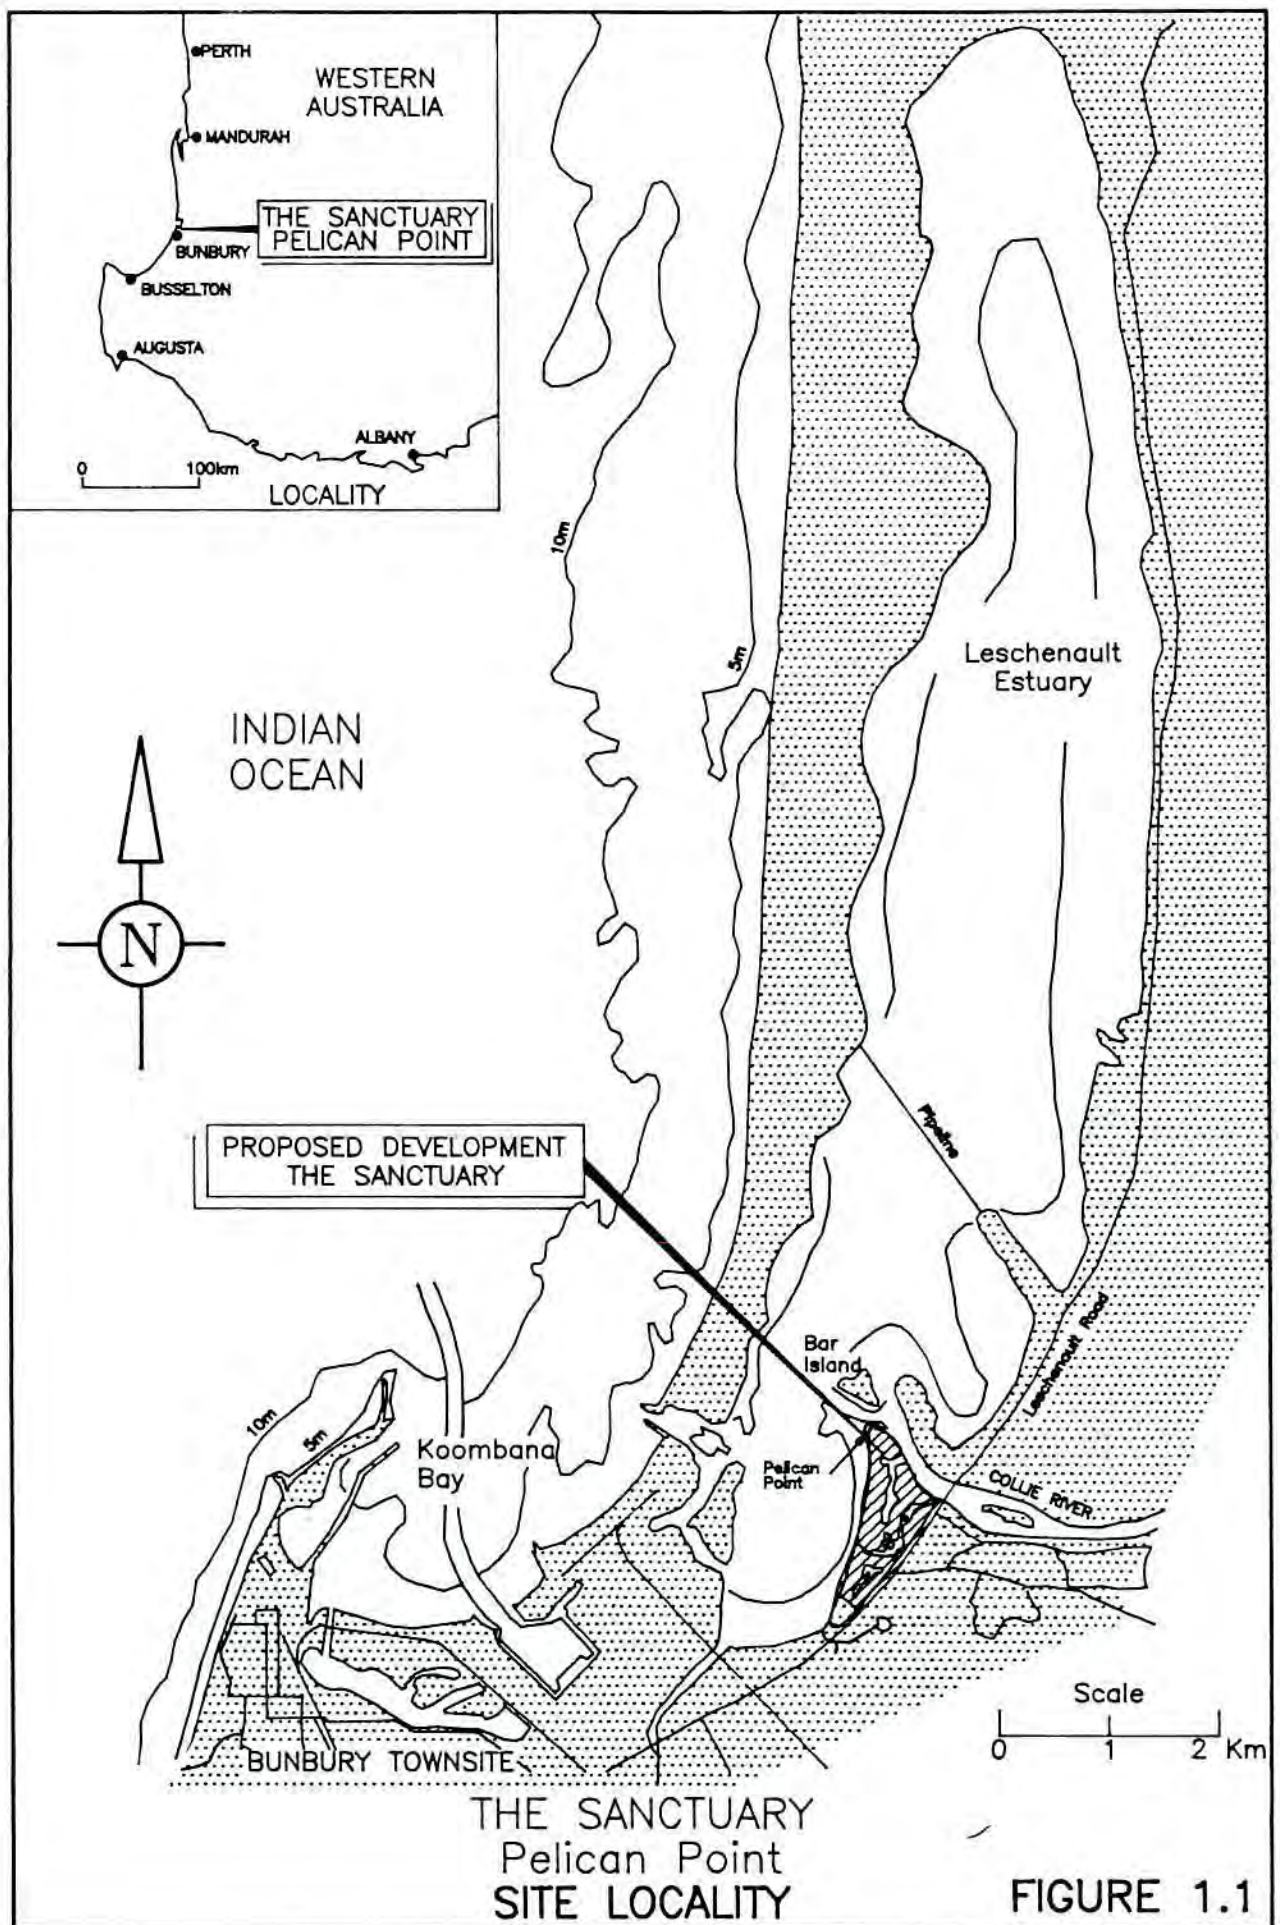 PERTH
WESTERN
AUSTRALIA
MANDURAH
THE SANCTUARY
PELICAN POINT
BUNBURY
BUSSELTON
AUGUSTA
ALBANY
0 100km
LOCALITY
10m
5m
Leschenault
Estuary
INDIAN
OCEAN
N
Pipeline
PROPOSED DEVELOPMENT
THE SANCTUARY
Leschenault Road
Bar
Island
10m
5m
Koombana
Bay
Pelican
Point
COLLIE RIVER
Scale
0 1 2 Km
BUNBURY TOWNSITE
THE SANCTUARY
Pelican Point
SITE LOCALITY
FIGURE 1.1